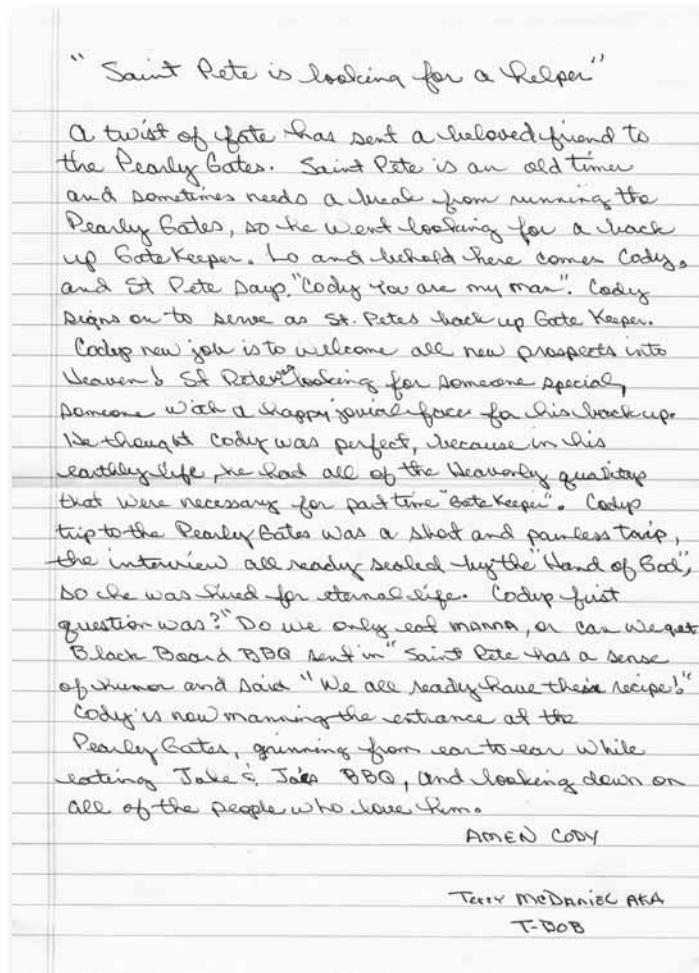 "Saint Pete is looking for a helper"
A twist of fate has sent a beloved friend to
the Pearly Gates. Saint Pete is an old timer
and sometimes needs a break from running the
Pearly Gates, so he went looking for a back
up Gate Keeper. Lo and behold here comes Cody,
and St Pete says, "Cody you are my man". Cody
signs on to serve as St. Petes back up Gate Keeper.
Codys new job is to welcome all new prospects into
Heaven! St Pete looking for someone special,
someone with a happy jovial face for his back up.
He thought Cody was perfect, because in his
earthly life, he had all of the Heavenly qualitys
that were necessary for part time "Gate Keeper". Codys
trip to the Pearly Gates was a short and painless trip,
the interview all ready sealed by the "Hand of God",
so he was hired for eternal life. Codys first
question was?" Do we only eat MANNA, or can we get
Black Board BBQ sent in" Saint Pete has a sense
of humor and said "We all ready have their recipe!"
Cody is now manning the entrance at the
Pearly Gates, grinning from ear to ear while
eating Jake & Joes BBQ, and looking down on
all of the people who love him.
AMEN CODY
Terry McDANiEL AKA
T-BOB